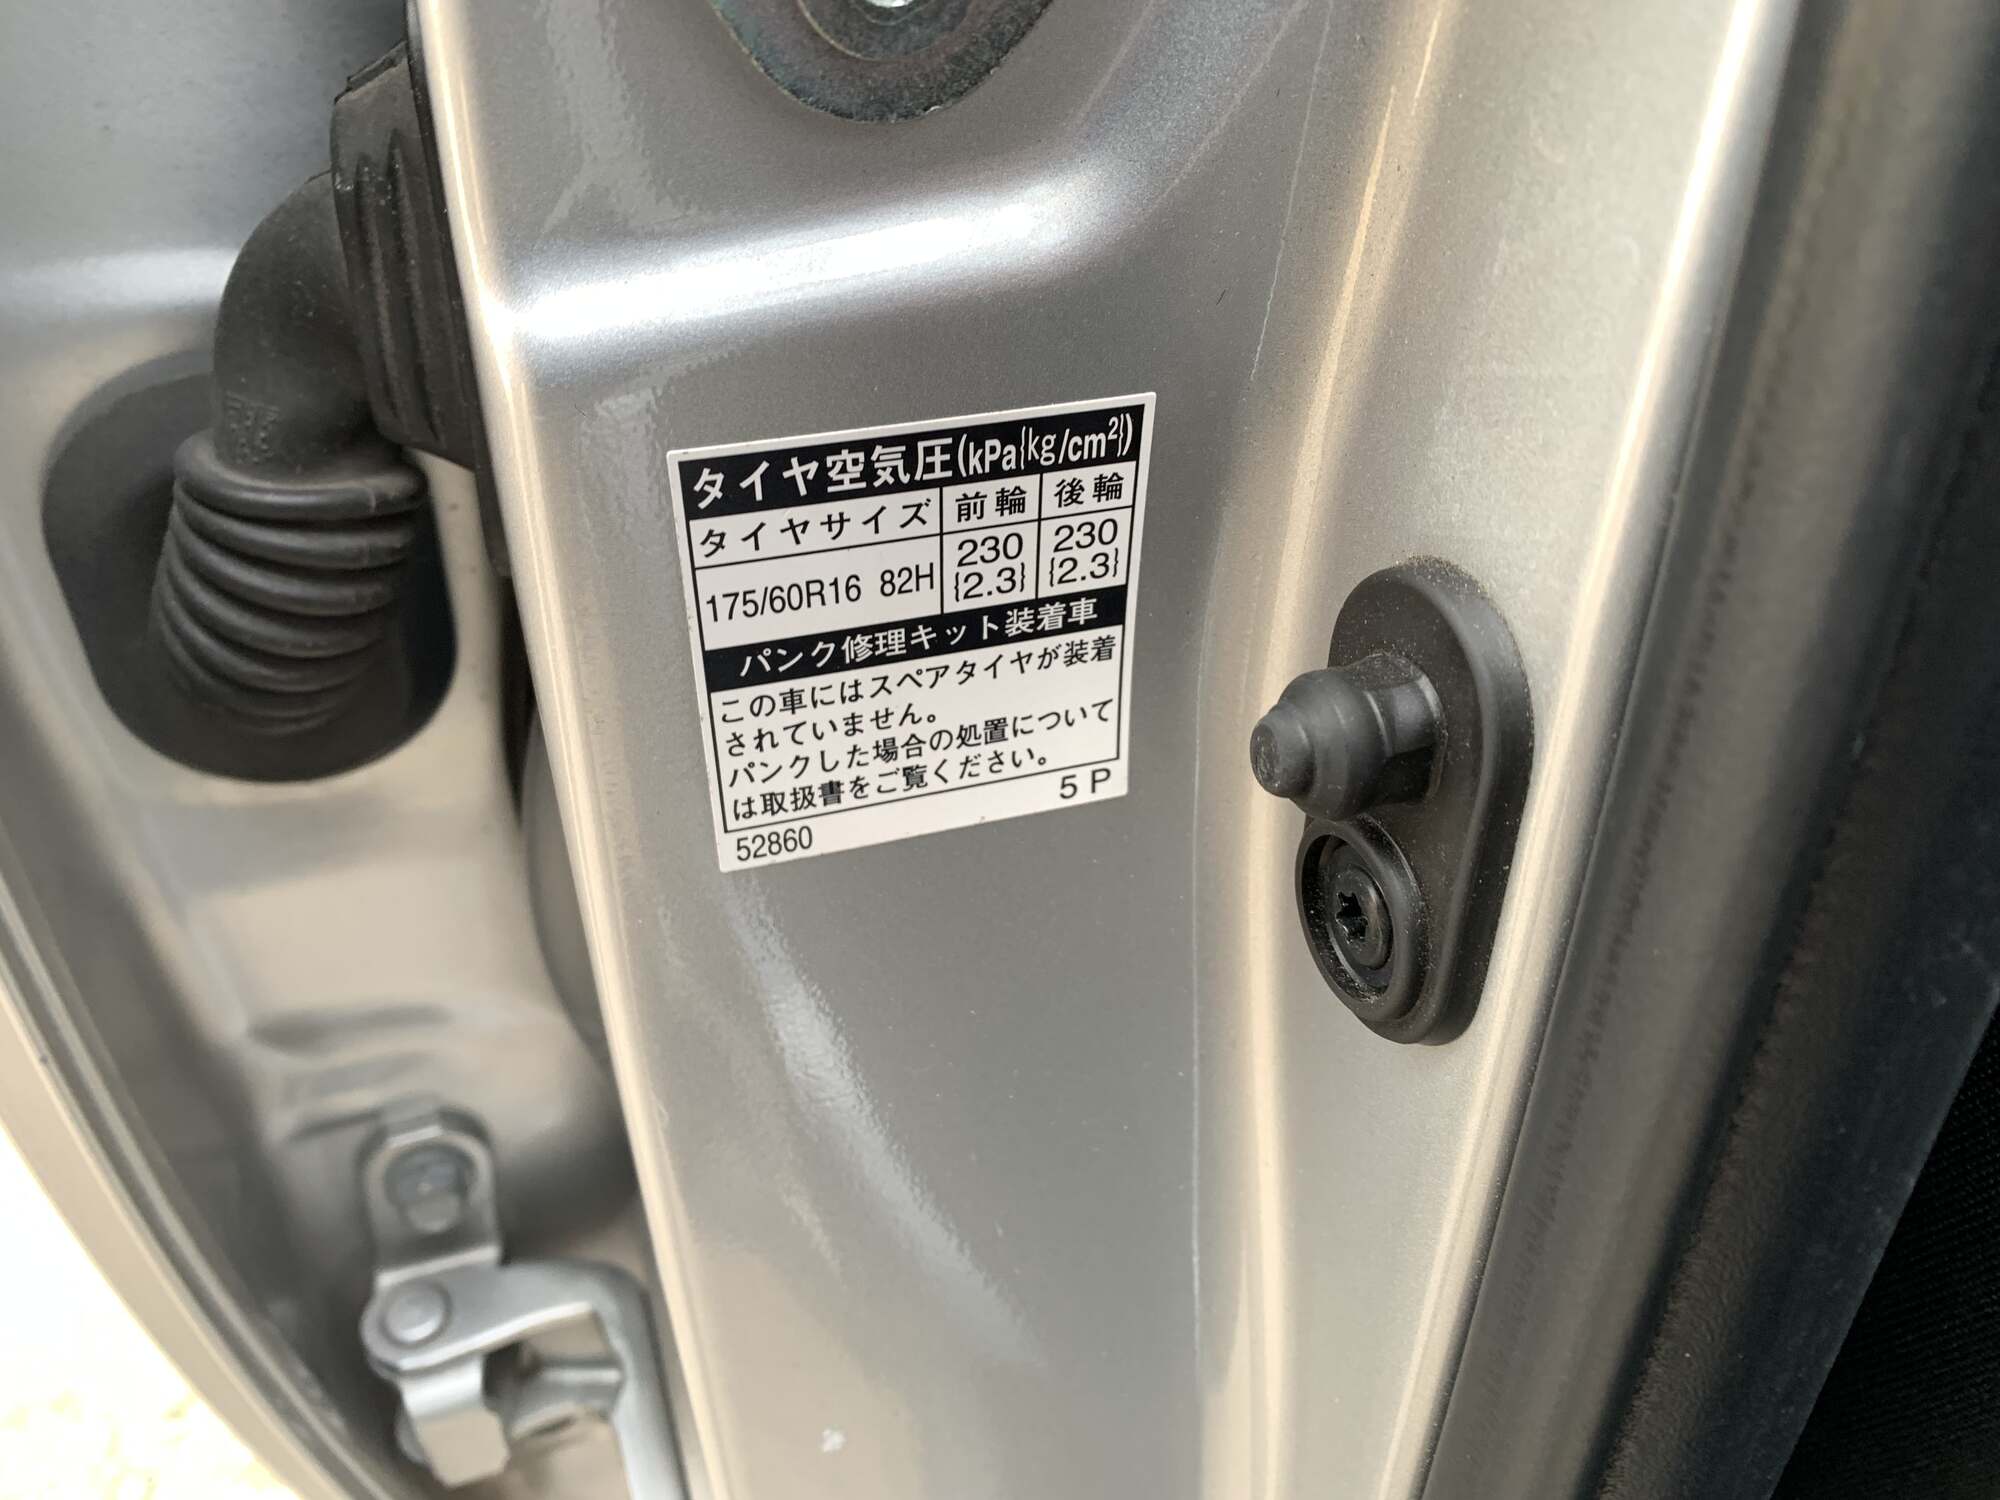 タイヤ空気圧(kPa{kg/cm²})
タイヤサイズ 前輪 後輪
175/60R16 82H 230 {2.3} 230 {2.3}
パンク修理キット装着車
この車にはスペアタイヤが装着
されていません。
パンクした場合の処置について
は取扱書をご覧ください。
52860 5P